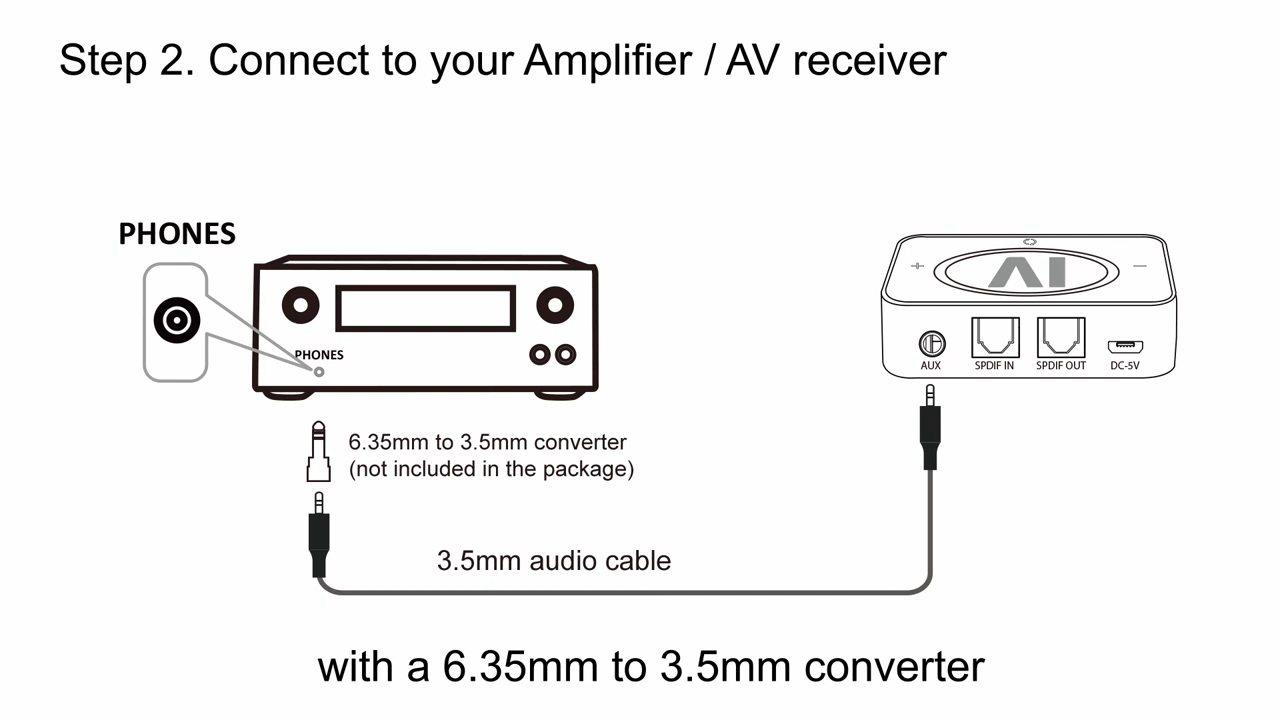 Step 2. Connect to your Amplifier / AV receiver
PHONES
PHONES
AI
AUX
SPDIF IN
SPDIF OUT
DC-5V
6.35mm to 3.5mm converter
(not included in the package)
3.5mm audio cable
with a 6.35mm to 3.5mm converter